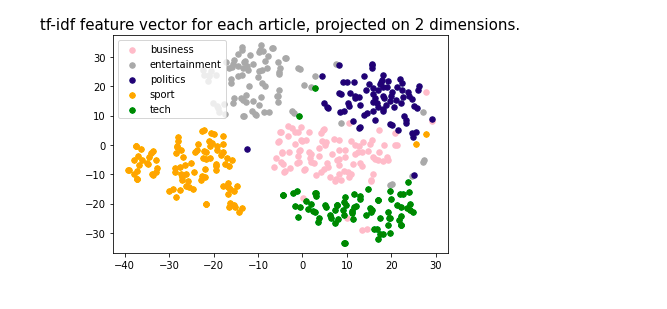 tf-idf feature vector for each article, projected on 2 dimensions.
business
entertainment
politics
sport
tech
30
20
10
0
−10
−20
−30
−40 −30 −20 −10 0 10 20 30